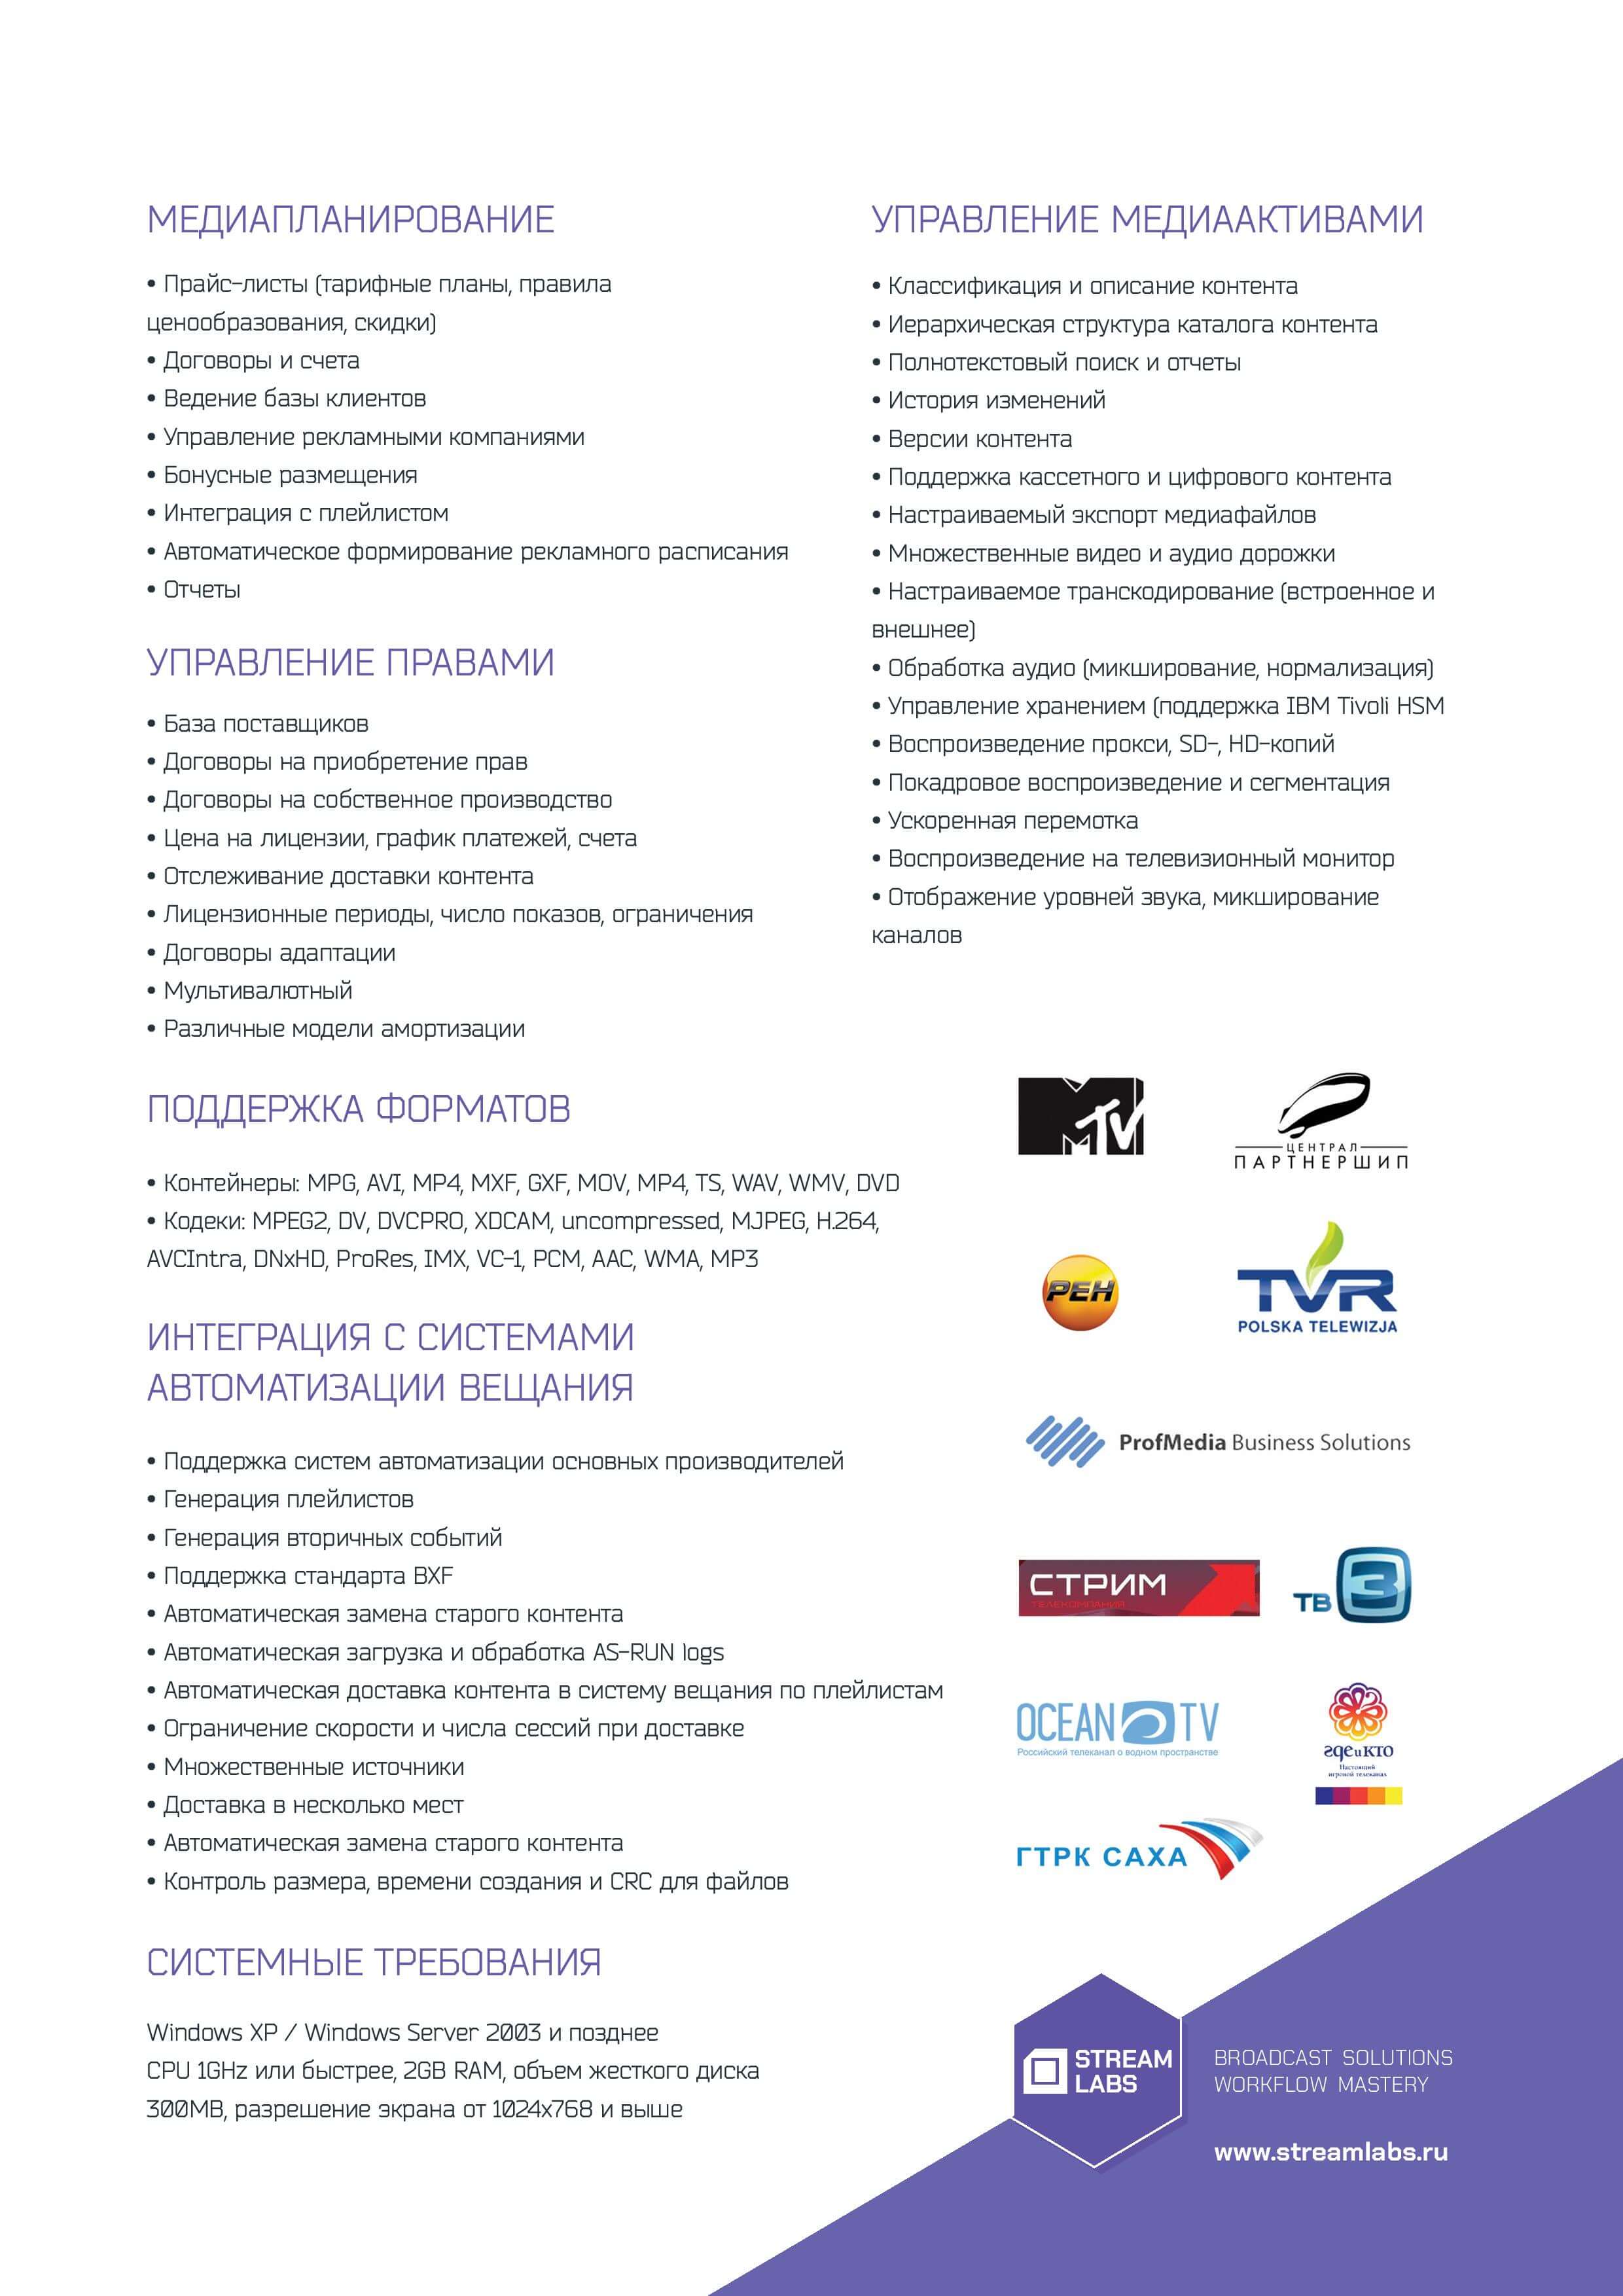 МЕДИАПЛАНИРОВАНИЕ
• Прайс-листы (тарифные планы, правила
ценообразования, скидки)
• Договоры и счета
• Ведение базы клиентов
• Управление рекламными компаниями
• Бонусные размещения
• Интеграция с плейлистом
• Автоматическое формирование рекламного расписания
• Отчеты
УПРАВЛЕНИЕ ПРАВАМИ
• База поставщиков
• Договоры на приобретение прав
• Договоры на собственное производство
• Цена на лицензии, график платежей, счета
• Отслеживание доставки контента
• Лицензионные периоды, число показов, ограничения
• Договоры адаптации
• Мультивалютный
• Различные модели амортизации
ПОДДЕРЖКА ФОРМАТОВ
• Контейнеры: MPG, AVI, MP4, MXF, GXF, MOV, MP4, TS, WAV, WMV, DVD
• Кодеки: MPEG2, DV, DVCPRO, XDCAM, uncompressed, MJPEG, H.264,
AVCIntra, DNxHD, ProRes, IMX, VC-1, PCM, AAC, WMA, MP3
ИНТЕГРАЦИЯ С СИСТЕМАМИ
АВТОМАТИЗАЦИИ ВЕЩАНИЯ
• Поддержка систем автоматизации основных производителей
• Генерация плейлистов
• Генерация вторичных событий
• Поддержка стандарта BXF
• Автоматическая замена старого контента
• Автоматическая загрузка и обработка AS-RUN logs
• Автоматическая доставка контента в систему вещания по плейлистам
• Ограничение скорости и числа сессий при доставке
• Множественные источники
• Доставка в несколько мест
• Автоматическая замена старого контента
• Контроль размера, времени создания и CRC для файлов
СИСТЕМНЫЕ ТРЕБОВАНИЯ
Windows XP / Windows Server 2003 и позднее
CPU 1GHz или быстрее, 2GB RAM, объем жесткого диска
300MB, разрешение экрана от 1024x768 и выше
УПРАВЛЕНИЕ МЕДИААКТИВАМИ
• Классификация и описание контента
• Иерархическая структура каталога контента
• Полнотекстовый поиск и отчеты
• История изменений
• Версии контента
• Поддержка кассетного и цифрового контента
• Настраиваемый экспорт медиафайлов
• Множественные видео и аудио дорожки
• Настраиваемое транскодирование (встроенное и
внешнее)
• Обработка аудио (микширование, нормализация)
• Управление хранением (поддержка IBM Tivoli HSM
• Воспроизведение прокси, SD-, HD-копий
• Покадровое воспроизведение и сегментация
• Ускоренная перемотка
• Воспроизведение на телевизионный монитор
• Отображение уровней звука, микширование
каналов
MTV
ЦЕНТРАЛ
ПАРТНЕРШИП
РЕН
TVR
POLSKA TELEWIZJA
ProfMedia Business Solutions
СТРИМ
ТЕЛЕКОМПАНИЯ
ТВ 3
OCEAN TV
Российский телеканал о водном пространстве
где и кто
Настоящий
игровой телеканал
ГТРК САХА
STREAM
LABS
BROADCAST SOLUTIONS
WORKFLOW MASTERY
www.streamlabs.ru